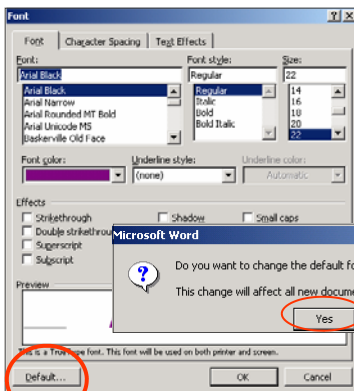 Font
Font Character Spacing Text Effects
Font: Font style: Size:
Arial Black Regular 22
Arial Black Regular 14
Arial Narrow Italic 16
Arial Rounded MT Bold Bold 18
Arial Unicode MS Bold Italic 20
Baskerville Old Face 22
Font color: Underline style: Underline color:
(none) Automatic
Effects
Strikethrough Shadow Small caps
Double strikethrou
Superscript
Subscript
Microsoft Word
Do you want to change the default fo
This change will affect all new docume
Yes
Preview
This is a TrueType font. This font will be used on both printer and screen.
Default... OK Cancel